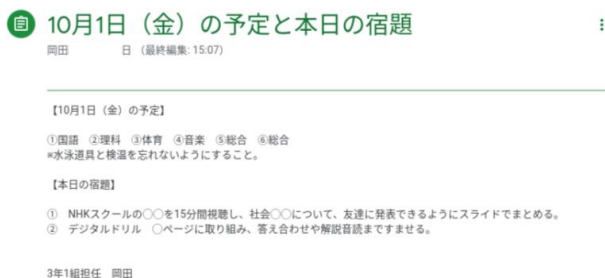 10月1日（金）の予定と本日の宿題
岡田 日 （最終編集: 15:07）
【10月1日（金）の予定】
①国語 ②理科 ③体育 ④音楽 ⑤総合 ⑥総合
※水泳道具と検温を忘れないようにすること。
【本日の宿題】
① NHKスクールの◯◯を15分間視聴し、社会◯◯について、友達に発表できるようにスライドでまとめる。
② デジタルドリル ◯ページに取り組み、答え合わせや解説音読まですませる。
3年1組担任 岡田